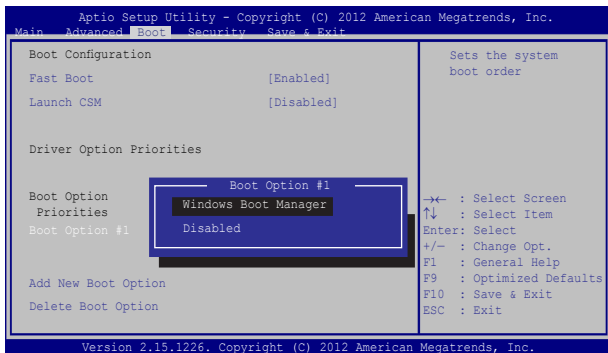 Aptio Setup Utility - Copyright (C) 2012 American Megatrends, Inc.
Main Advanced Boot Security Save & Exit
Boot Configuration
Fast Boot [Enabled]
Launch CSM [Disabled]
Driver Option Priorities
Boot Option
Priorities
Boot Option #1
Boot Option #1
Windows Boot Manager
Disabled
Add New Boot Option
Delete Boot Option
Sets the system
boot order
→← : Select Screen
↑↓ : Select Item
Enter: Select
+/— : Change Opt.
F1 : General Help
F9 : Optimized Defaults
F10 : Save & Exit
ESC : Exit
Version 2.15.1226. Copyright (C) 2012 American Megatrends, Inc.